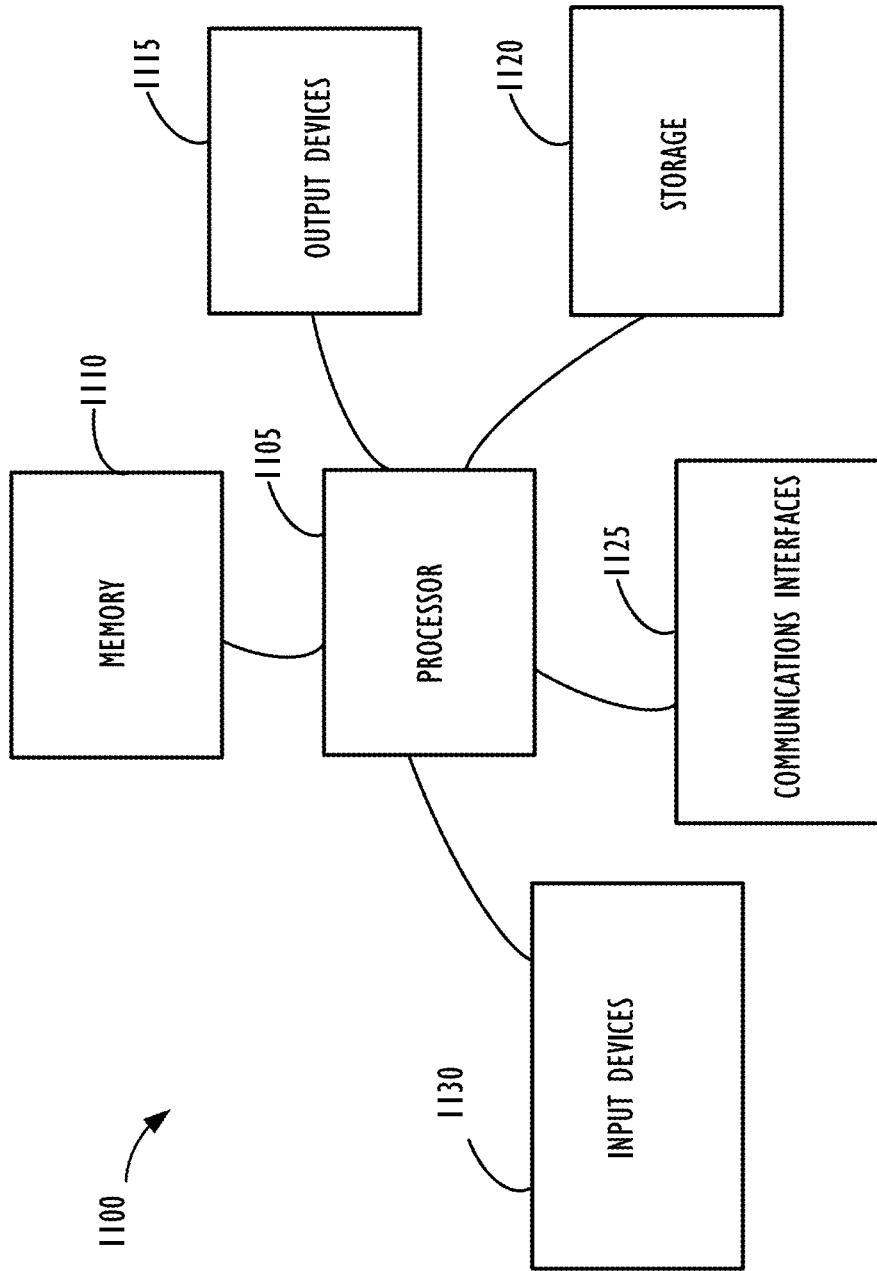 1100
MEMORY
1110
OUTPUT DEVICES
1115
PROCESSOR
1105
STORAGE
1120
INPUT DEVICES
1130
COMMUNICATIONS INTERFACES
1125